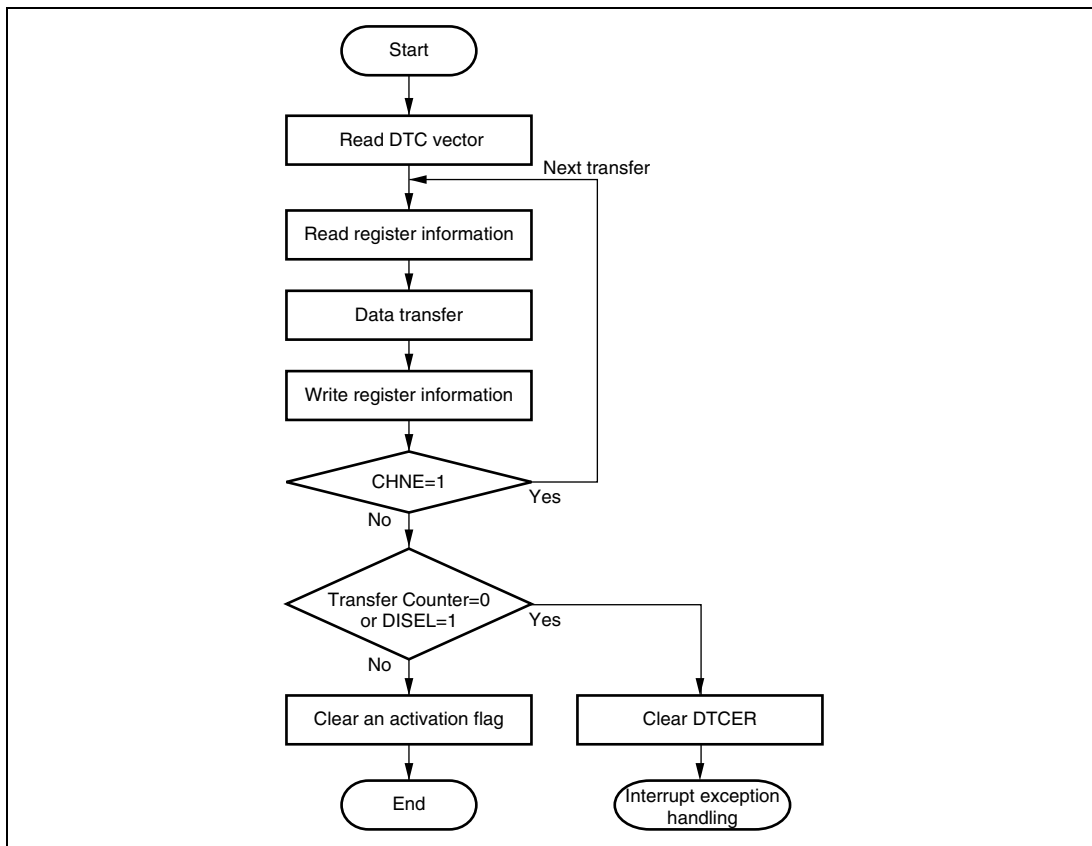 Start
Read DTC vector
Next transfer
Read register information
Data transfer
Write register information
CHNE=1
Yes
No
Transfer Counter=0
or DISEL=1
Yes
No
Clear an activation flag
Clear DTCER
End
Interrupt exception
handling